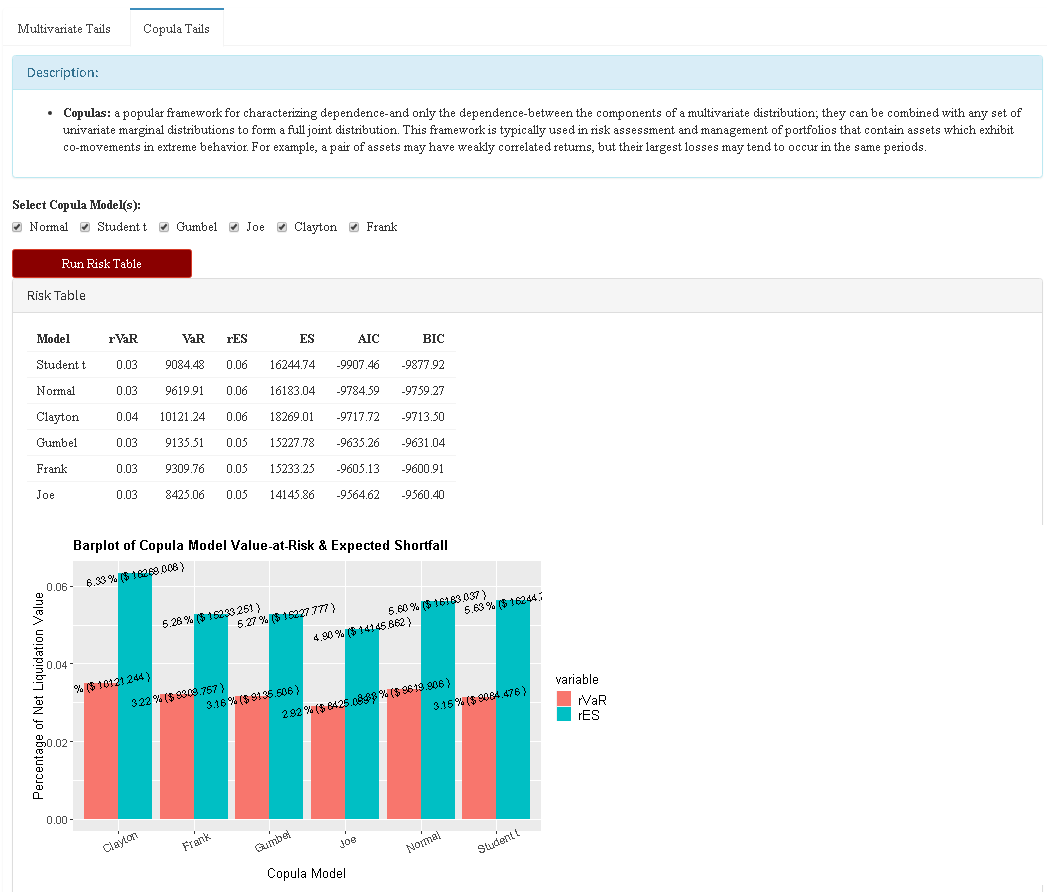 Multivariate Tails Copula Tails
Description:
• Copulas: a popular framework for characterizing dependence-and only the dependence-between the components of a multivariate distribution; they can be combined with any set of
univariate marginal distributions to form a full joint distribution. This framework is typically used in risk assessment and management of portfolios that contain assets which exhibit
co-movements in extreme behavior. For example, a pair of assets may have weakly correlated returns, but their largest losses may tend to occur in the same periods.
Select Copula Model(s):
Normal Student t Gumbel Joe Clayton Frank
Run Risk Table
Risk Table
Model rVaR VaR rES ES AIC BIC
Student t 0.03 9084.48 0.06 16244.74 -9907.46 -9877.92
Normal 0.03 9619.91 0.06 16183.04 -9784.59 -9759.27
Clayton 0.04 10121.24 0.06 18269.01 -9717.72 -9713.50
Gumbel 0.03 9135.51 0.05 15227.78 -9635.26 -9631.04
Frank 0.03 9309.76 0.05 15233.25 -9605.13 -9600.91
Joe 0.03 8425.06 0.05 14145.86 -9564.62 -9560.40
Barplot of Copula Model Value-at-Risk & Expected Shortfall
Percentage of Net Liquidation Value
0.06
0.04
0.02
0.00
6.33 % ($ 18269.008 )
5.28 % ($ 15233.251 )
5.27 % ($ 15227.777 )
4.90 % ($ 14145.862 )
5.60 % ($ 16183.037 )
5.63 % ($ 16244.
% ($ 10121.244 )
3.22 % ($ 9309.757 )
3.16 % ($ 9135.506 )
2.92 % ($ 8425.0 )
% ($ 9619.906 )
3.15 % ($ 9084.476 )
Clayton Frank Gumbel Joe Normal Student t
Copula Model
variable
rVaR
rES